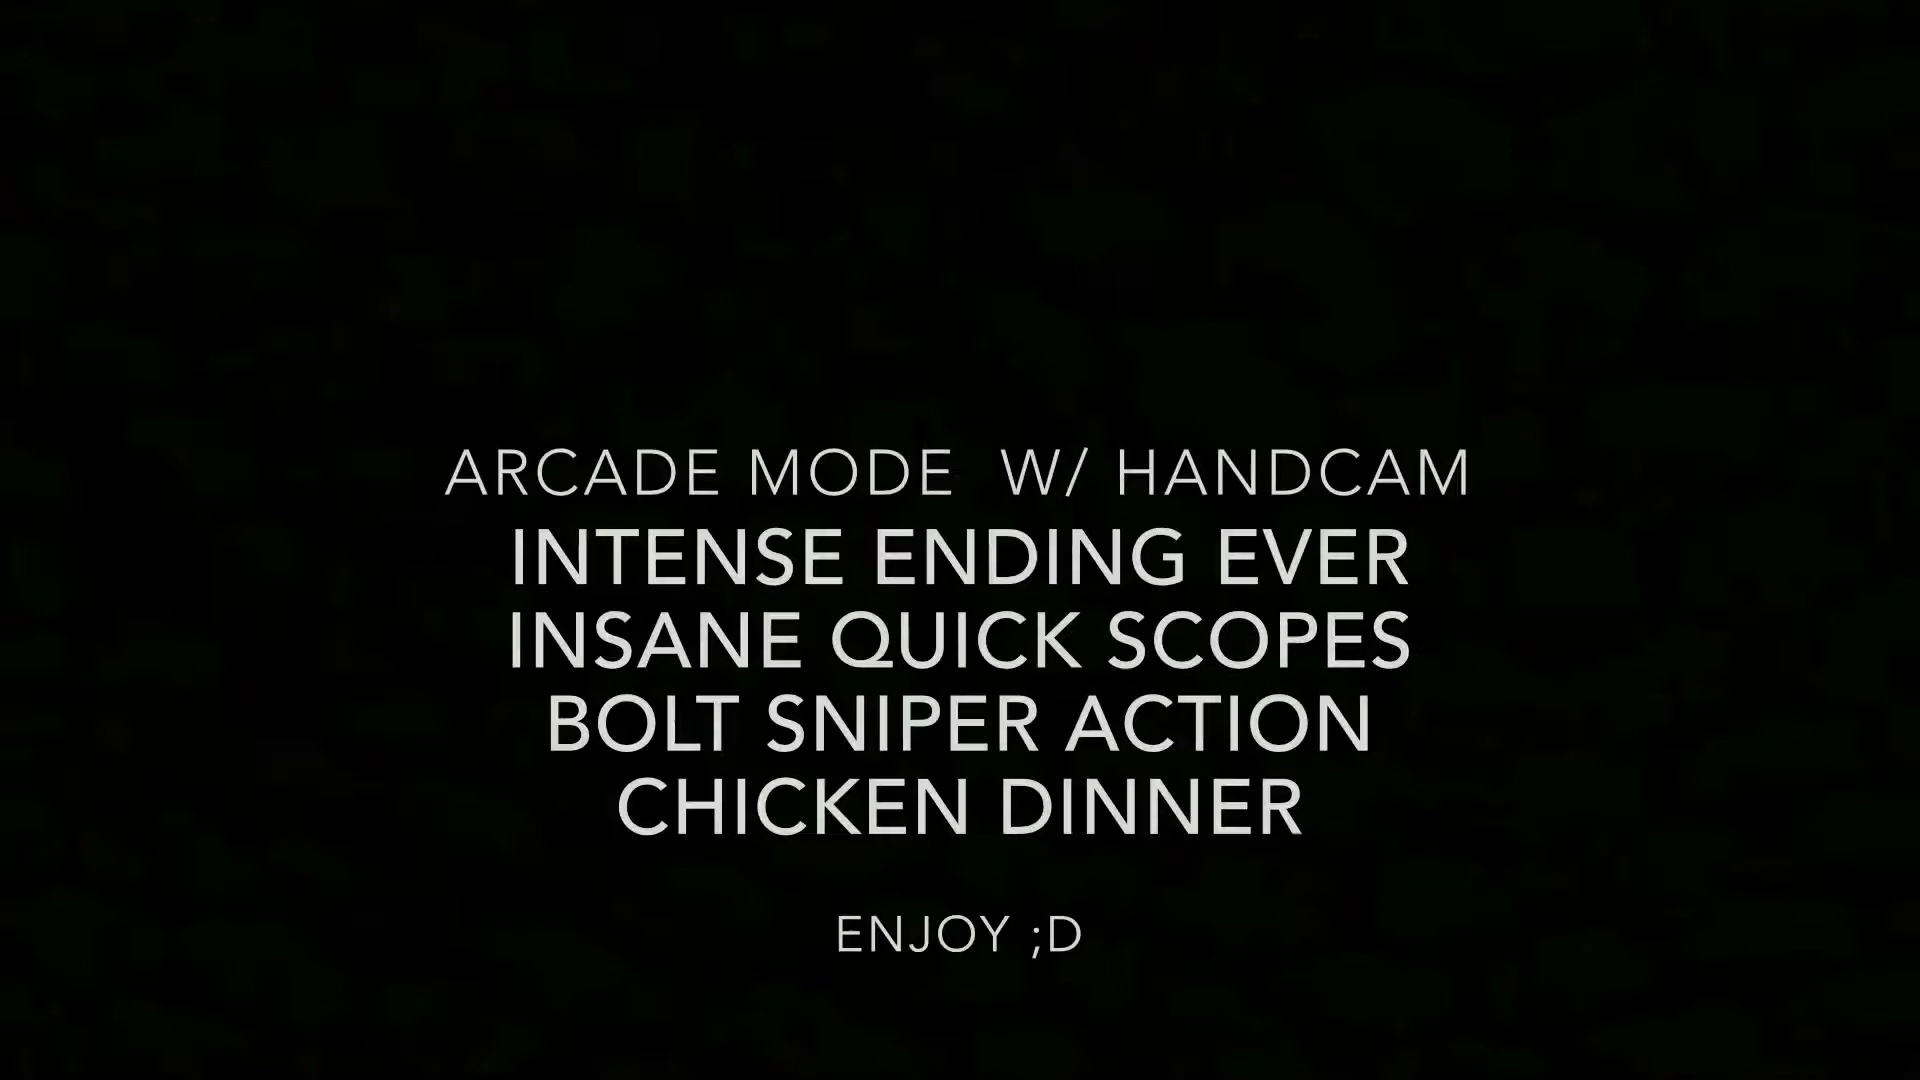 ARCADE MODE  W/ HANDCAM
INTENSE ENDING EVER
INSANE QUICK SCOPES
BOLT SNIPER ACTION
CHICKEN DINNER
ENJOY ;D